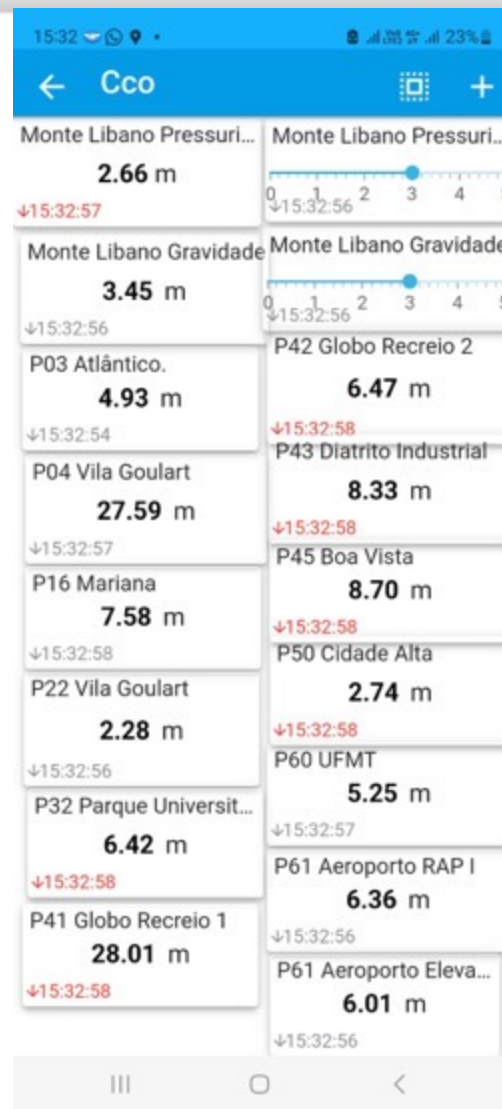 15:32
23%
Cco
Monte Libano Pressuri...
2.66 m
↓15:32:57
Monte Libano Gravidade
3.45 m
↓15:32:56
P03 Atlântico.
4.93 m
↓15:32:54
P04 Vila Goulart
27.59 m
↓15:32:57
P16 Mariana
7.58 m
↓15:32:58
P22 Vila Goulart
2.28 m
↓15:32:56
P32 Parque Universit...
6.42 m
↓15:32:58
P41 Globo Recreio 1
28.01 m
↓15:32:58
Monte Libano Pressuri...
0 1 2 3 4
↓15:32:56
Monte Libano Gravidade
0 1 2 3 4
↓15:32:56
P42 Globo Recreio 2
6.47 m
↓15:32:58
P43 Diatrito Industrial
8.33 m
↓15:32:58
P45 Boa Vista
8.70 m
↓15:32:58
P50 Cidade Alta
2.74 m
↓15:32:58
P60 UFMT
5.25 m
↓15:32:57
P61 Aeroporto RAP I
6.36 m
↓15:32:56
P61 Aeroporto Eleva...
6.01 m
↓15:32:56